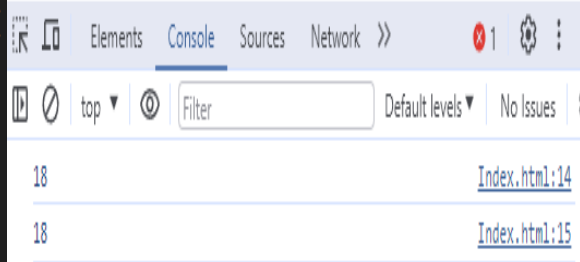 Elements Console Sources Network 1
top Filter Default levels No Issues
18 Index.html:14
18 Index.html:15